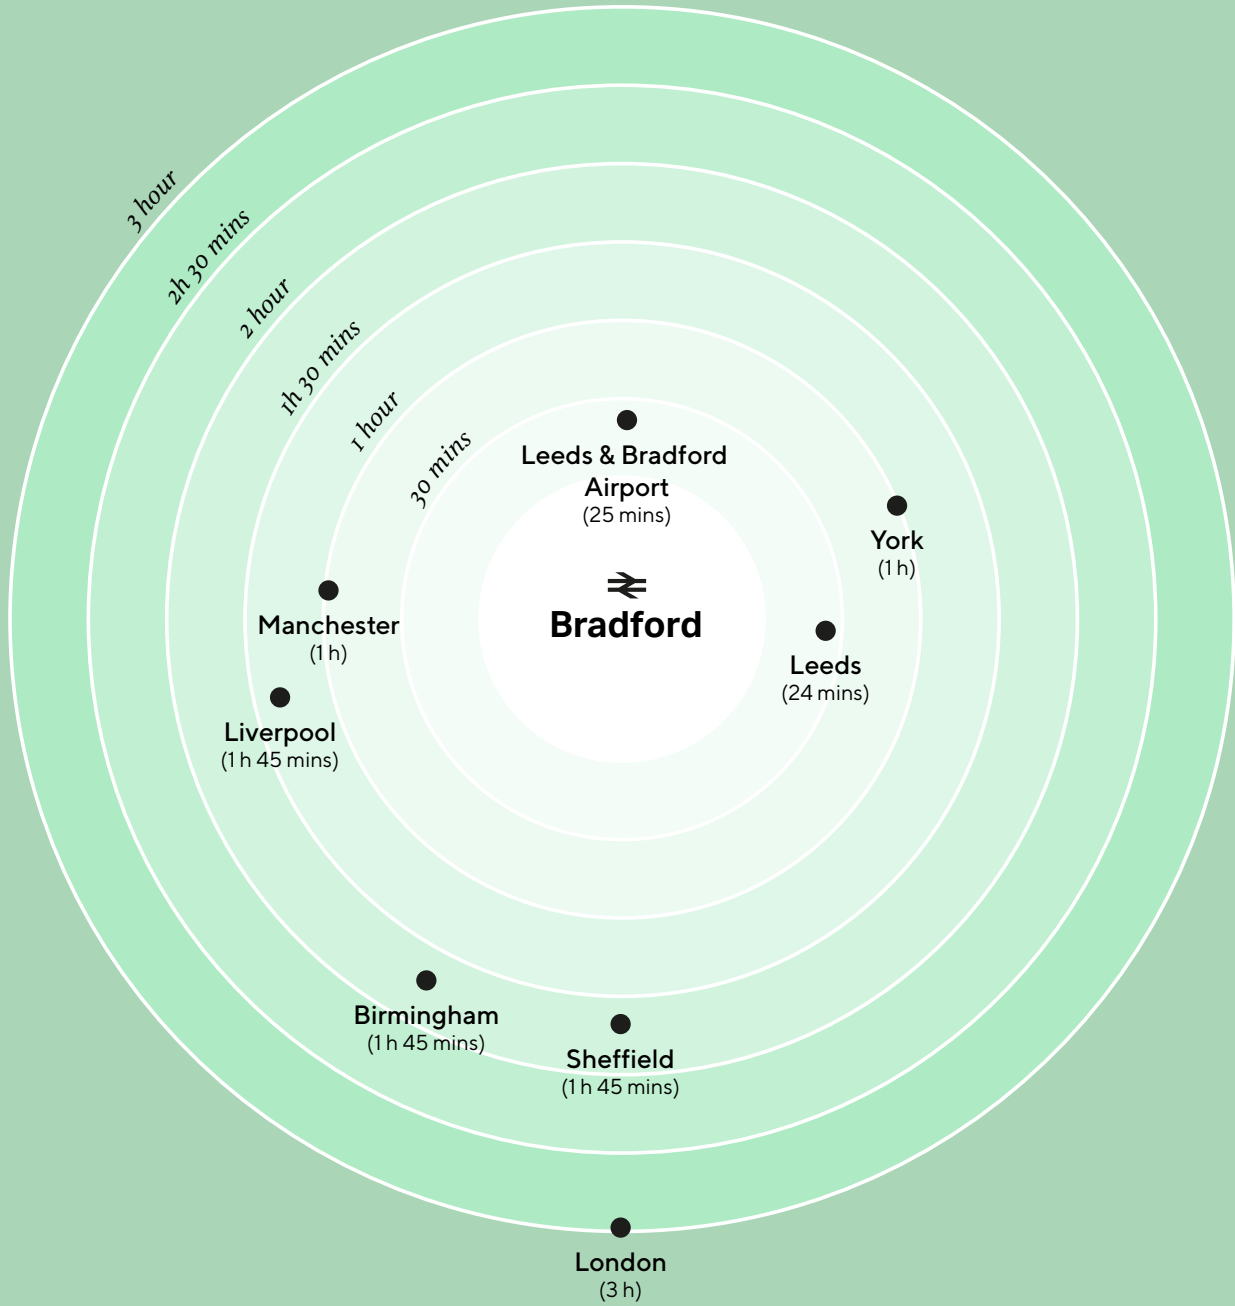 3 hour
2h 30 mins
2 hour
1h 30 mins
1 hour
30 mins
Leeds & Bradford
Airport
(25 mins)
York
(1 h)
Bradford
Manchester
(1 h)
Leeds
(24 mins)
Liverpool
(1 h 45 mins)
Birmingham
(1 h 45 mins)
Sheffield
(1 h 45 mins)
London
(3 h)